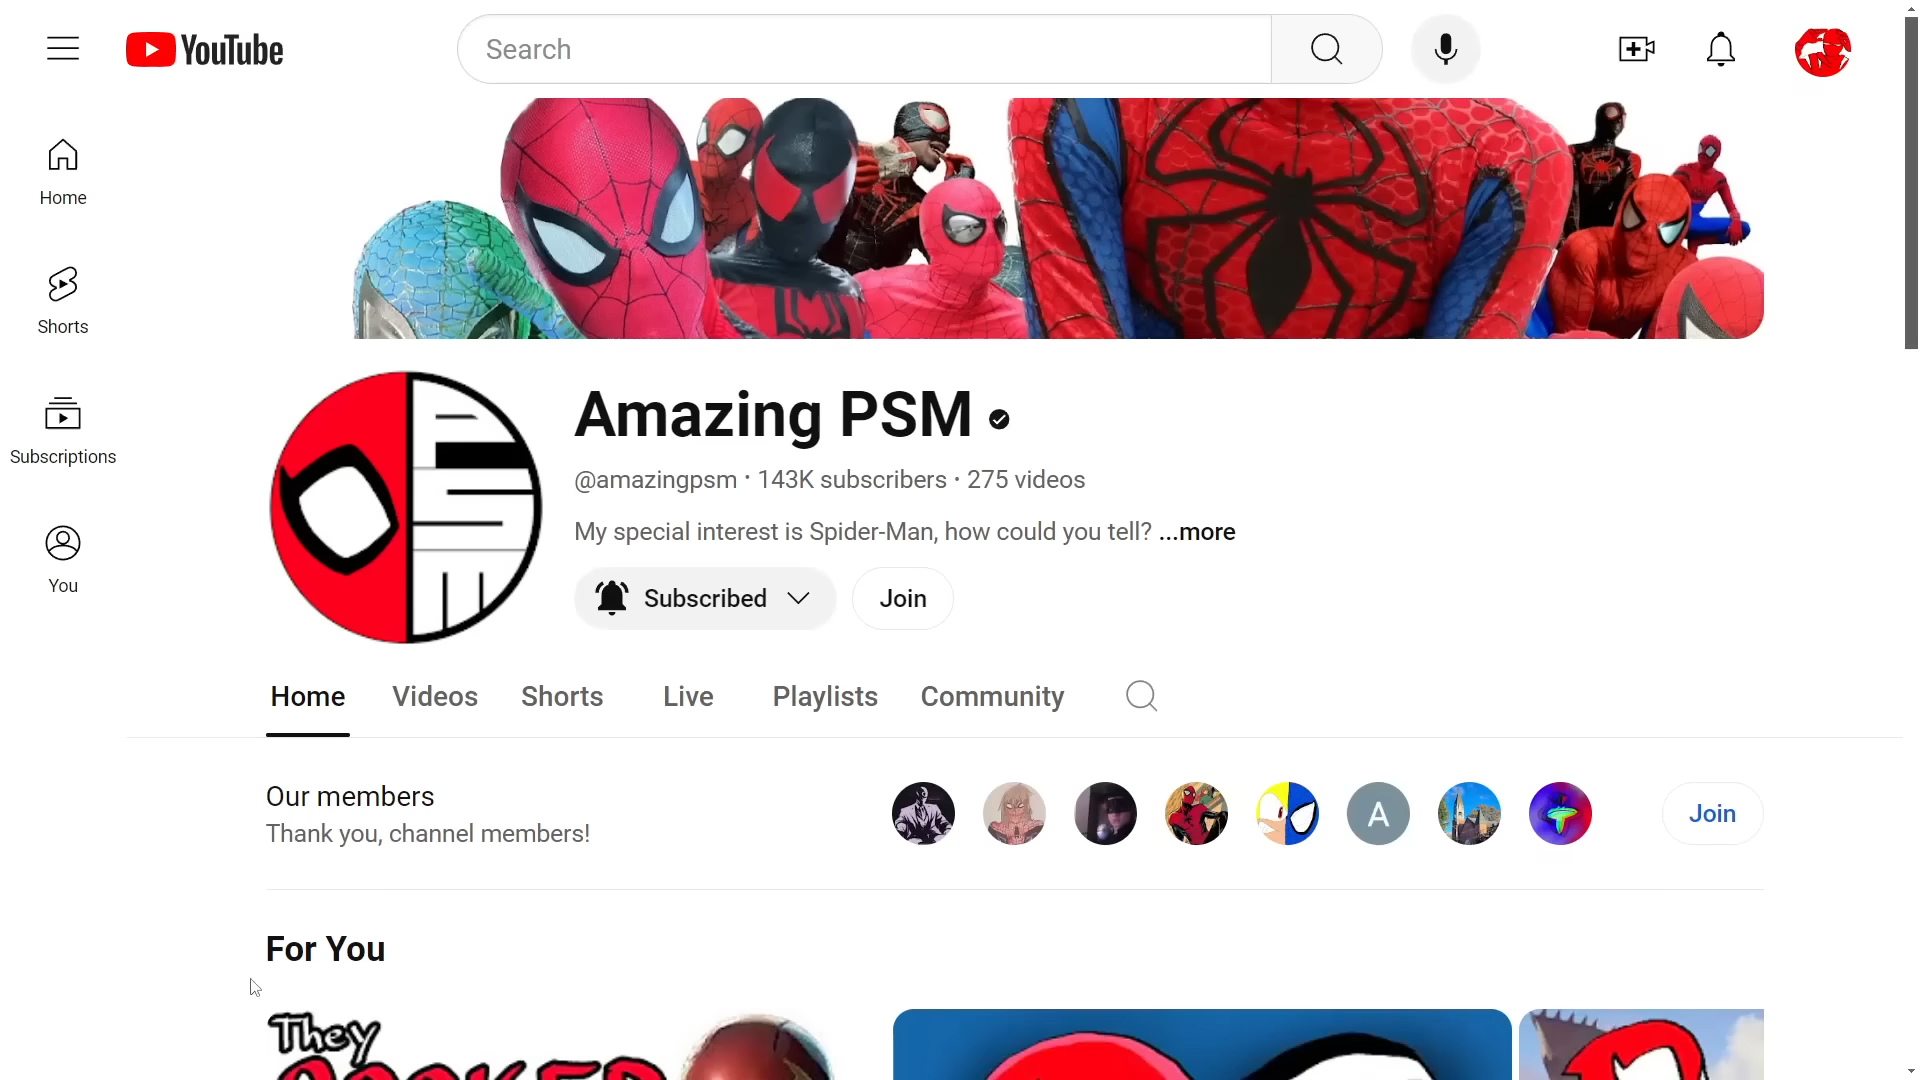 YouTube
Search
Home
Shorts
Subscriptions
You
Amazing PSM
@amazingpsm · 143K subscribers · 275 videos
My special interest is Spider-Man, how could you tell? ...more
Subscribed
Join
Home
Videos
Shorts
Live
Playlists
Community
Our members
Thank you, channel members!
A
Join
For You
They
COOKED